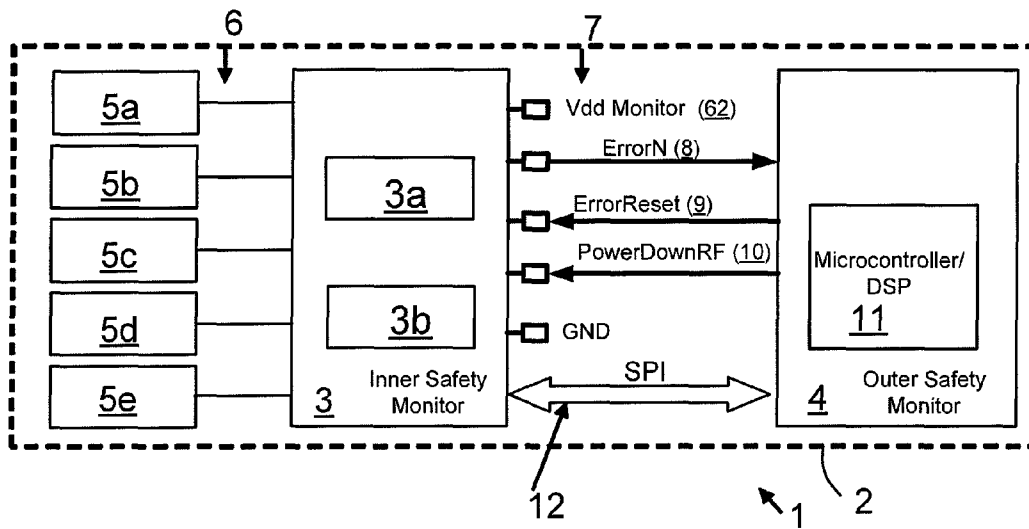 6
7
5a
5b
5c
5d
5e
3a
3b
3
Inner Safety
Monitor
Vdd Monitor (62)
ErrorN (8)
ErrorReset (9)
PowerDownRF (10)
GND
SPI
12
Microcontroller/
DSP
11
4
Outer Safety
Monitor
2
1